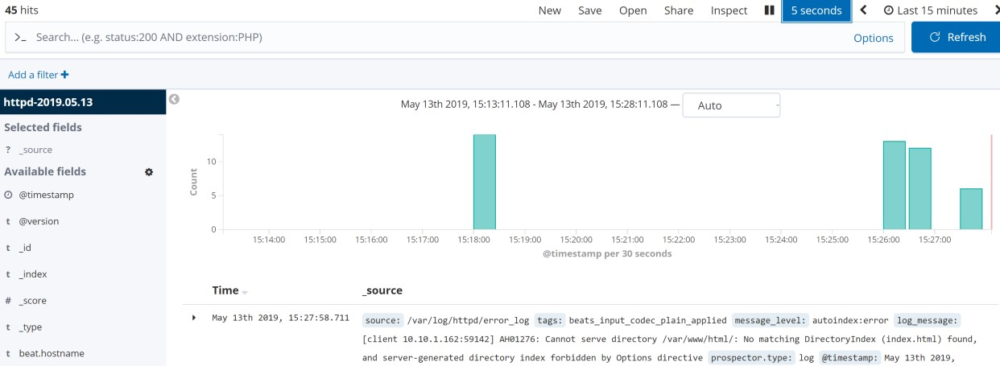 45 hits
New Save Open Share Inspect 5 seconds Last 15 minutes
>_ Search... (e.g. status:200 AND extension:PHP) Options Refresh
Add a filter +
httpd-2019.05.13
Selected fields
? _source
Available fields
@timestamp
t @version
t _id
t _index
# _score
t _type
t beat.hostname
May 13th 2019, 15:13:11.108 - May 13th 2019, 15:28:11.108 — Auto
Count
10
5
0
15:14:00 15:15:00 15:16:00 15:17:00 15:18:00 15:19:00 15:20:00 15:21:00 15:22:00 15:23:00 15:24:00 15:25:00 15:26:00 15:27:00
@timestamp per 30 seconds
Time _source
May 13th 2019, 15:27:58.711 source: /var/log/httpd/error_log tags: beats_input_codec_plain_applied message_level: autoindex:error log_message:
[client 10.10.1.162:59142] AH01276: Cannot serve directory /var/www/html/: No matching DirectoryIndex (index.html) found,
and server-generated directory index forbidden by Options directive prospector.type: log @timestamp: May 13th 2019,